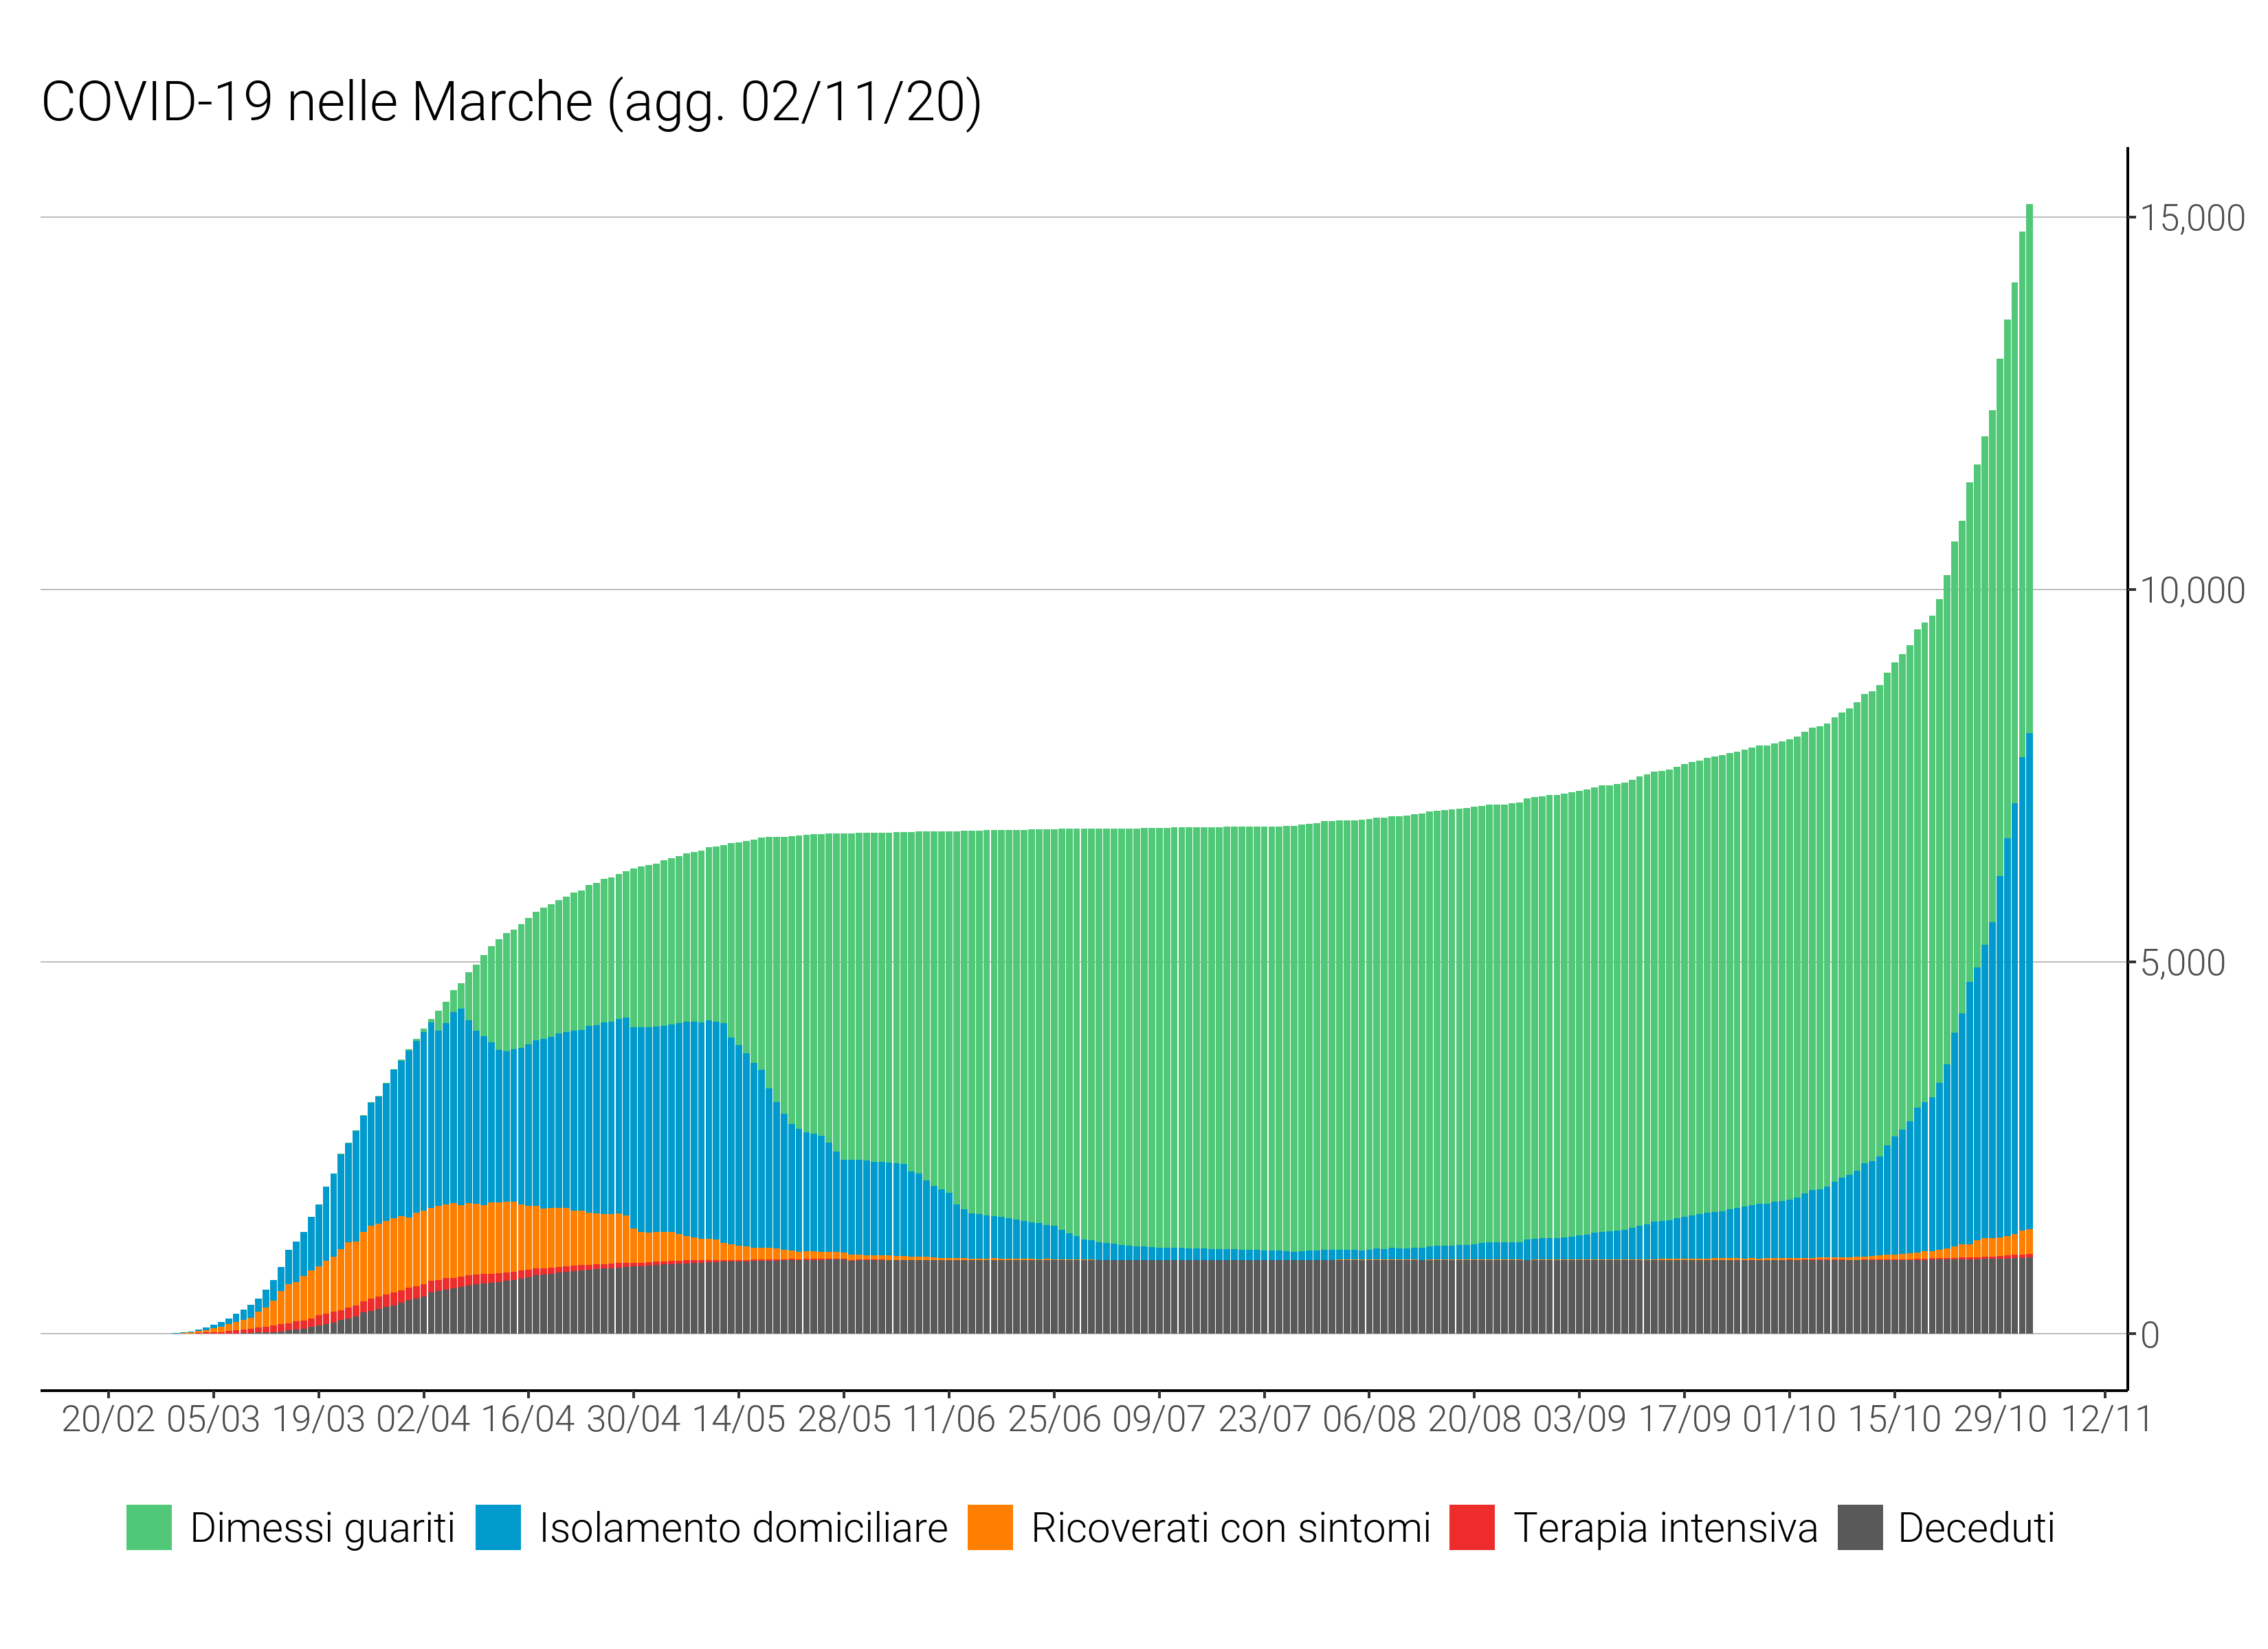 COVID-19 nelle Marche (agg. 02/11/20)
15,000
10,000
5,000
0
20/02 05/03 19/03 02/04 16/04 30/04 14/05 28/05 11/06 25/06 09/07 23/07 06/08 20/08 03/09 17/09 01/10 15/10 29/10 12/11
Dimessi guariti Isolamento domiciliare Ricoverati con sintomi Terapia intensiva Deceduti